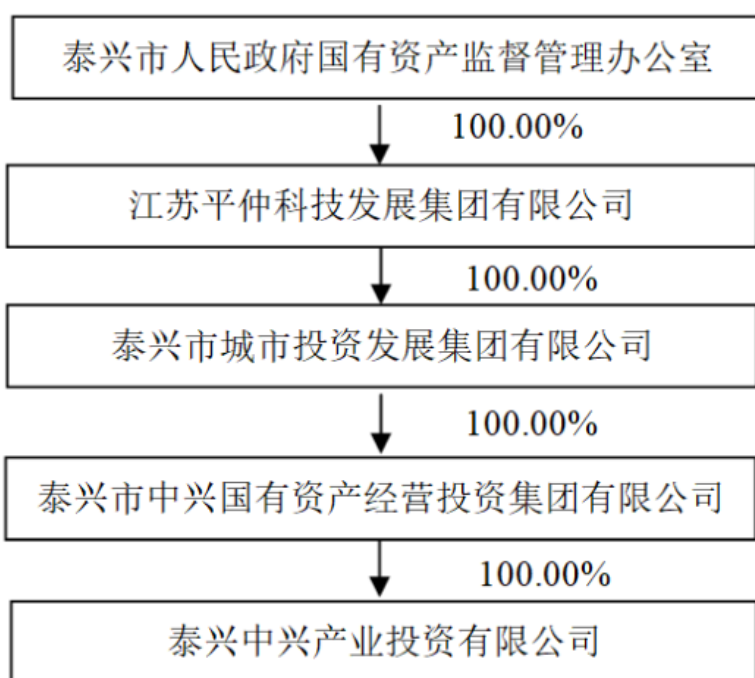 泰兴市人民政府国有资产监督管理办公室
100.00%
江苏平仲科技发展集团有限公司
100.00%
泰兴市城市投资发展集团有限公司
100.00%
泰兴市中兴国有资产经营投资集团有限公司
100.00%
泰兴中兴产业投资有限公司